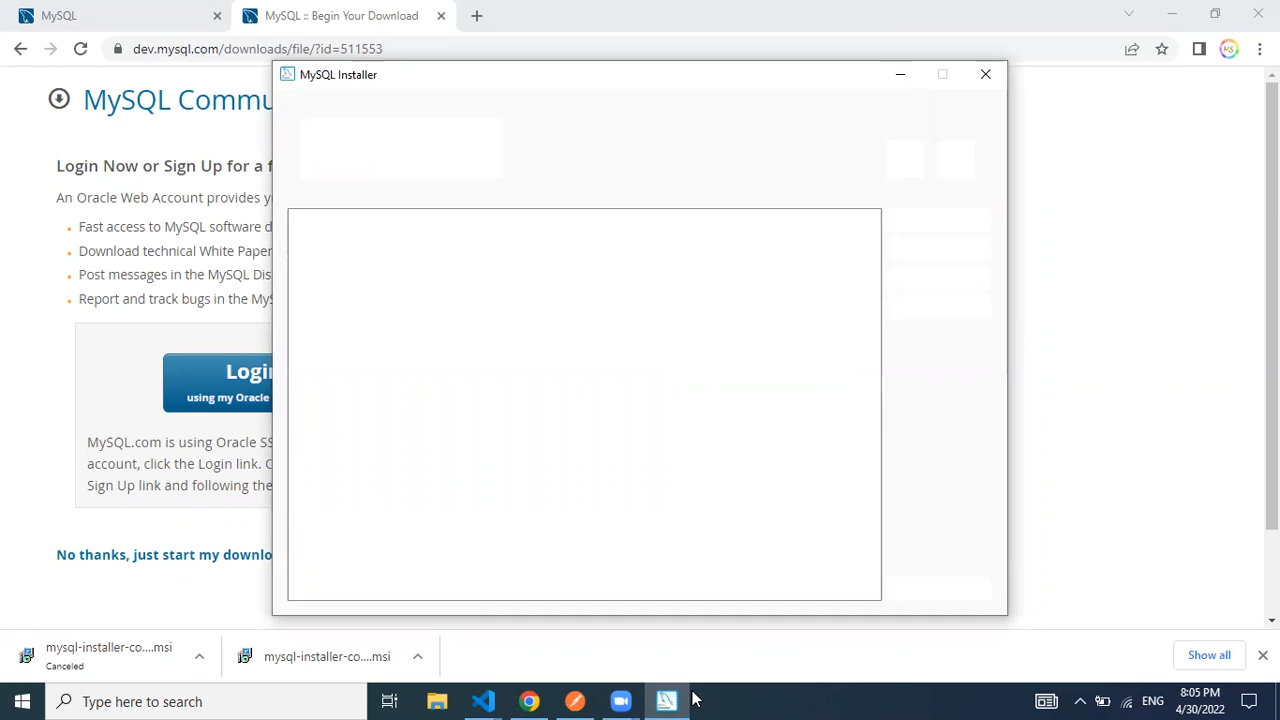 MySQL
MySQL :: Begin Your Download
dev.mysql.com/downloads/file/?id=511553
MySQL Installer
MySQL Commu
Login Now or Sign Up for a f
An Oracle Web Account provides y
Fast access to MySQL software d
Download technical White Paper
Post messages in the MySQL Dis
Report and track bugs in the MyS
Login
using my Oracle
MySQL.com is using Oracle SS
account, click the Login link. O
Sign Up link and following the
No thanks, just start my downlo
mysql-installer-co....msi
Canceled
mysql-installer-co....msi
Show all
Type here to search
ENG
8:05 PM
4/30/2022